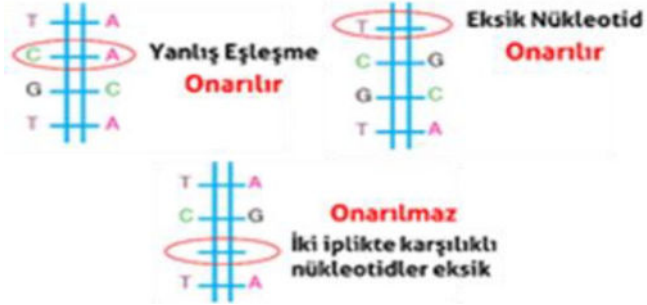 T A
C A
G C
T A
Yanlış Eşleşme
Onarılır
T
C G
G C
T A
Eksik Nükleotid
Onarılır
T A
C G
T A
Onarılmaz
İki iplikte karşılıklı
nükleotidler eksik